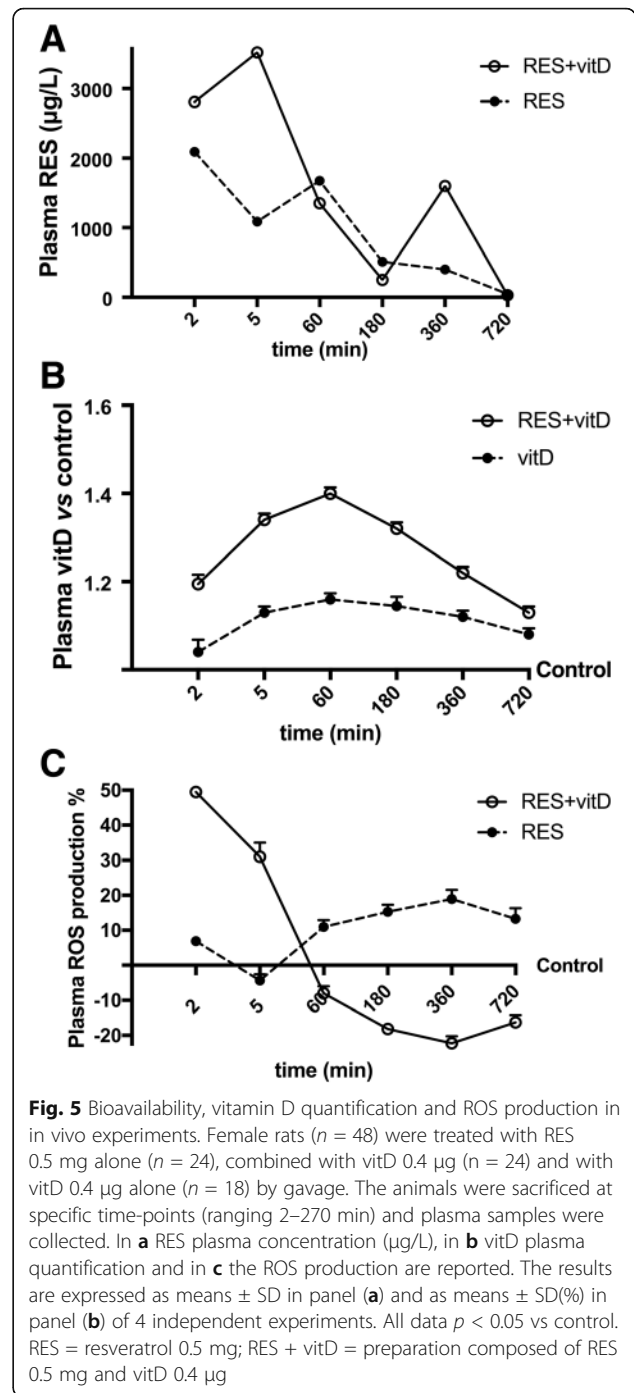 A
Plasma RES (µg/L)
3000
2000
1000
0
RES+vitD
RES
2 5 60 180 360 720
time (min)
B
Plasma vitD vs control
1.6
1.4
1.2
RES+vitD
vitD
Control
2 5 60 180 360 720
time (min)
C
Plasma ROS production %
50
40
30
20
10
-10
-20
RES+vitD
RES
Control
2 5 60 180 360 720
time (min)
Fig. 5 Bioavailability, vitamin D quantification and ROS production in
in vivo experiments. Female rats (n = 48) were treated with RES
0.5 mg alone (n = 24), combined with vitD 0.4 µg (n = 24) and with
vitD 0.4 µg alone (n = 18) by gavage. The animals were sacrificed at
specific time-points (ranging 2–270 min) and plasma samples were
collected. In a RES plasma concentration (µg/L), in b vitD plasma
quantification and in c the ROS production are reported. The results
are expressed as means ± SD in panel (a) and as means ± SD(%) in
panel (b) of 4 independent experiments. All data p < 0.05 vs control.
RES = resveratrol 0.5 mg; RES + vitD = preparation composed of RES
0.5 mg and vitD 0.4 µg